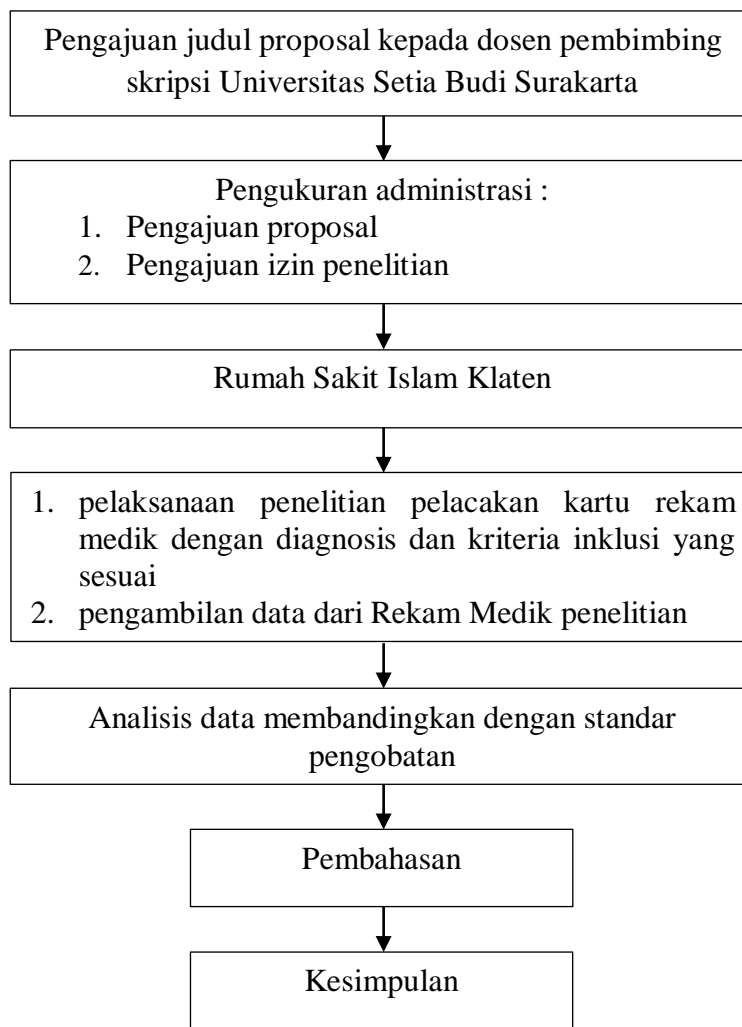 Pengajuan judul proposal kepada dosen pembimbing
skripsi Universitas Setia Budi Surakarta
Pengukuran administrasi :
1. Pengajuan proposal
2. Pengajuan izin penelitian
Rumah Sakit Islam Klaten
1. pelaksanaan penelitian pelacakan kartu rekam
medik dengan diagnosis dan kriteria inklusi yang
sesuai
2. pengambilan data dari Rekam Medik penelitian
Analisis data membandingkan dengan standar
pengobatan
Pembahasan
Kesimpulan